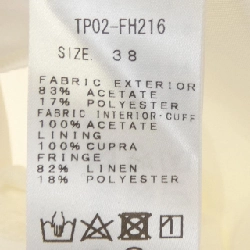 TP02-FH216
SIZE. 38
FABRIC EXTERIOR
83% ACETATE
17% POLYESTER
FABRIC INTERIOR·CUFF
100% ACETATE
LINING
100% CUPRA
FRINGE
82% LINEN
18% POLYESTER